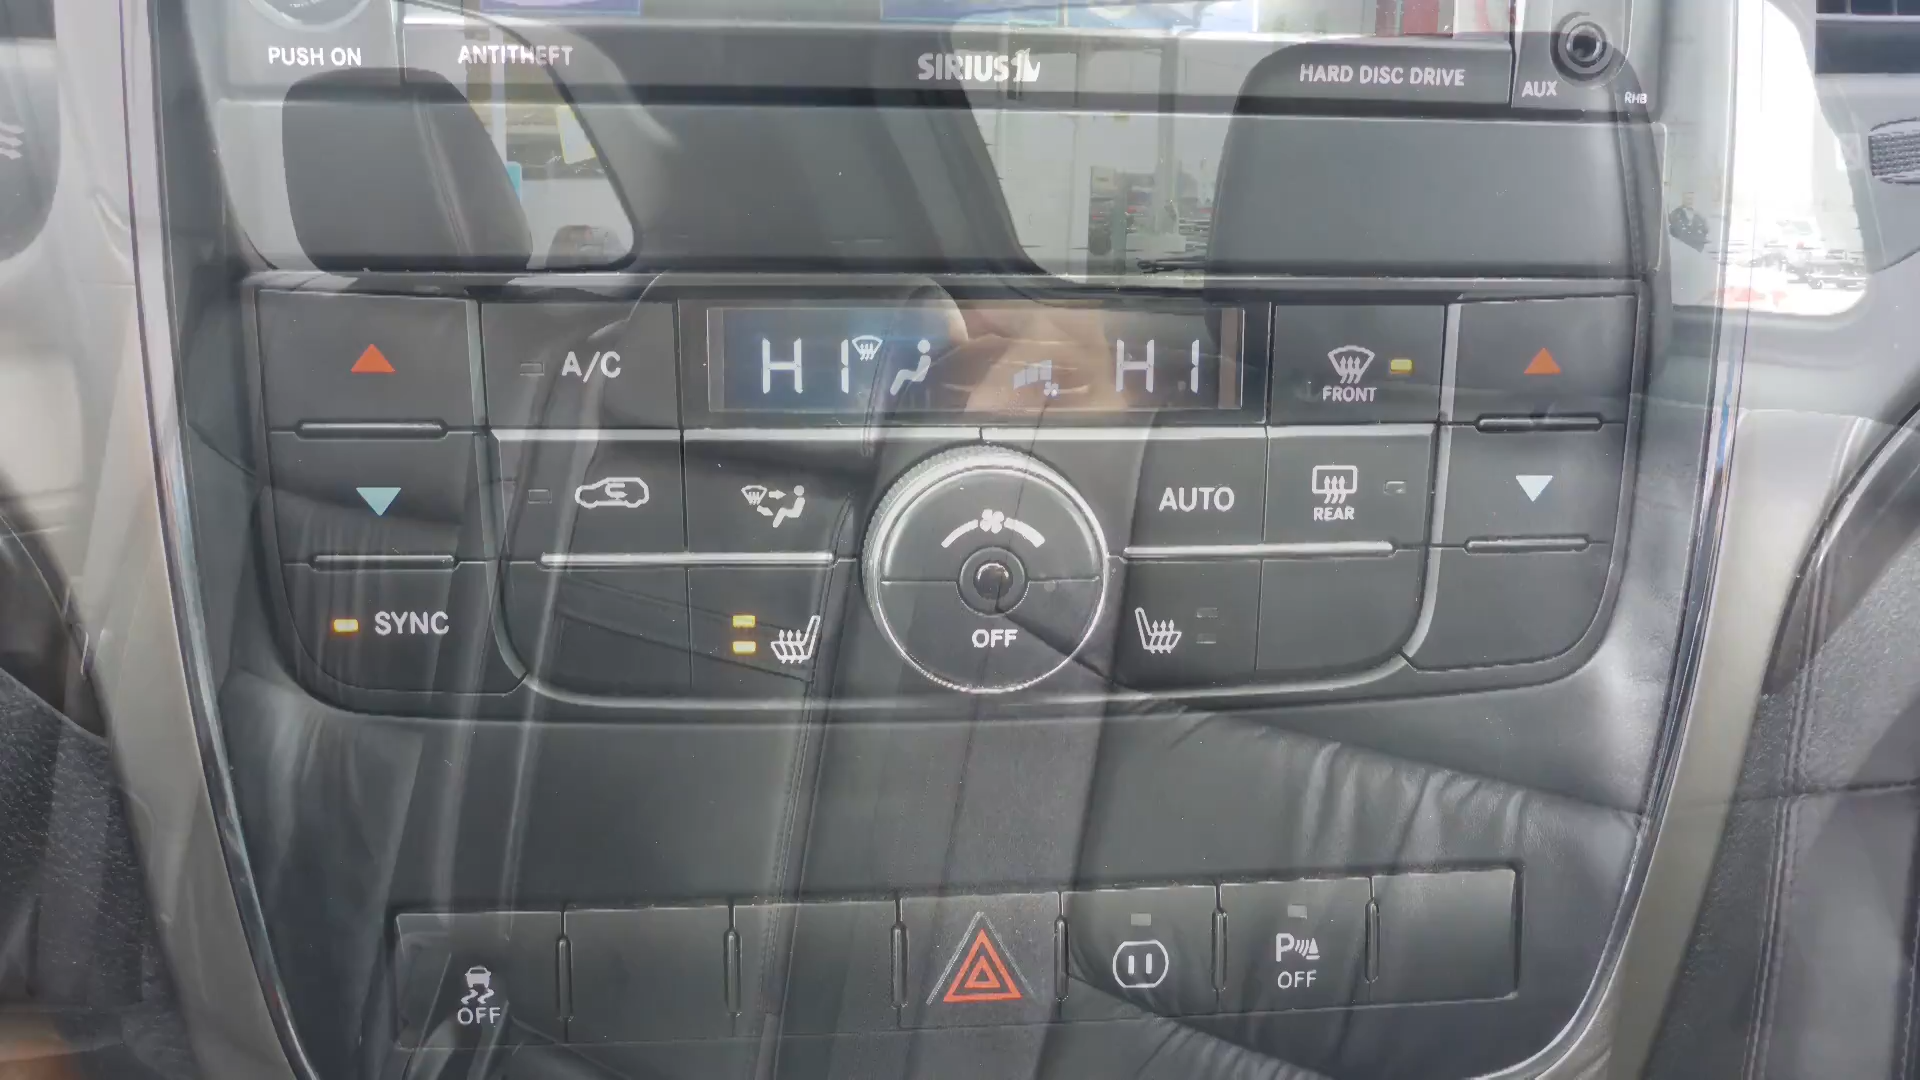 PUSH ON
ANTITHEFT
SIRIUS
HARD DISC DRIVE
AUX
RHB
A/C
HI
HI
FRONT
AUTO
REAR
SYNC
OFF
OFF
P
OFF